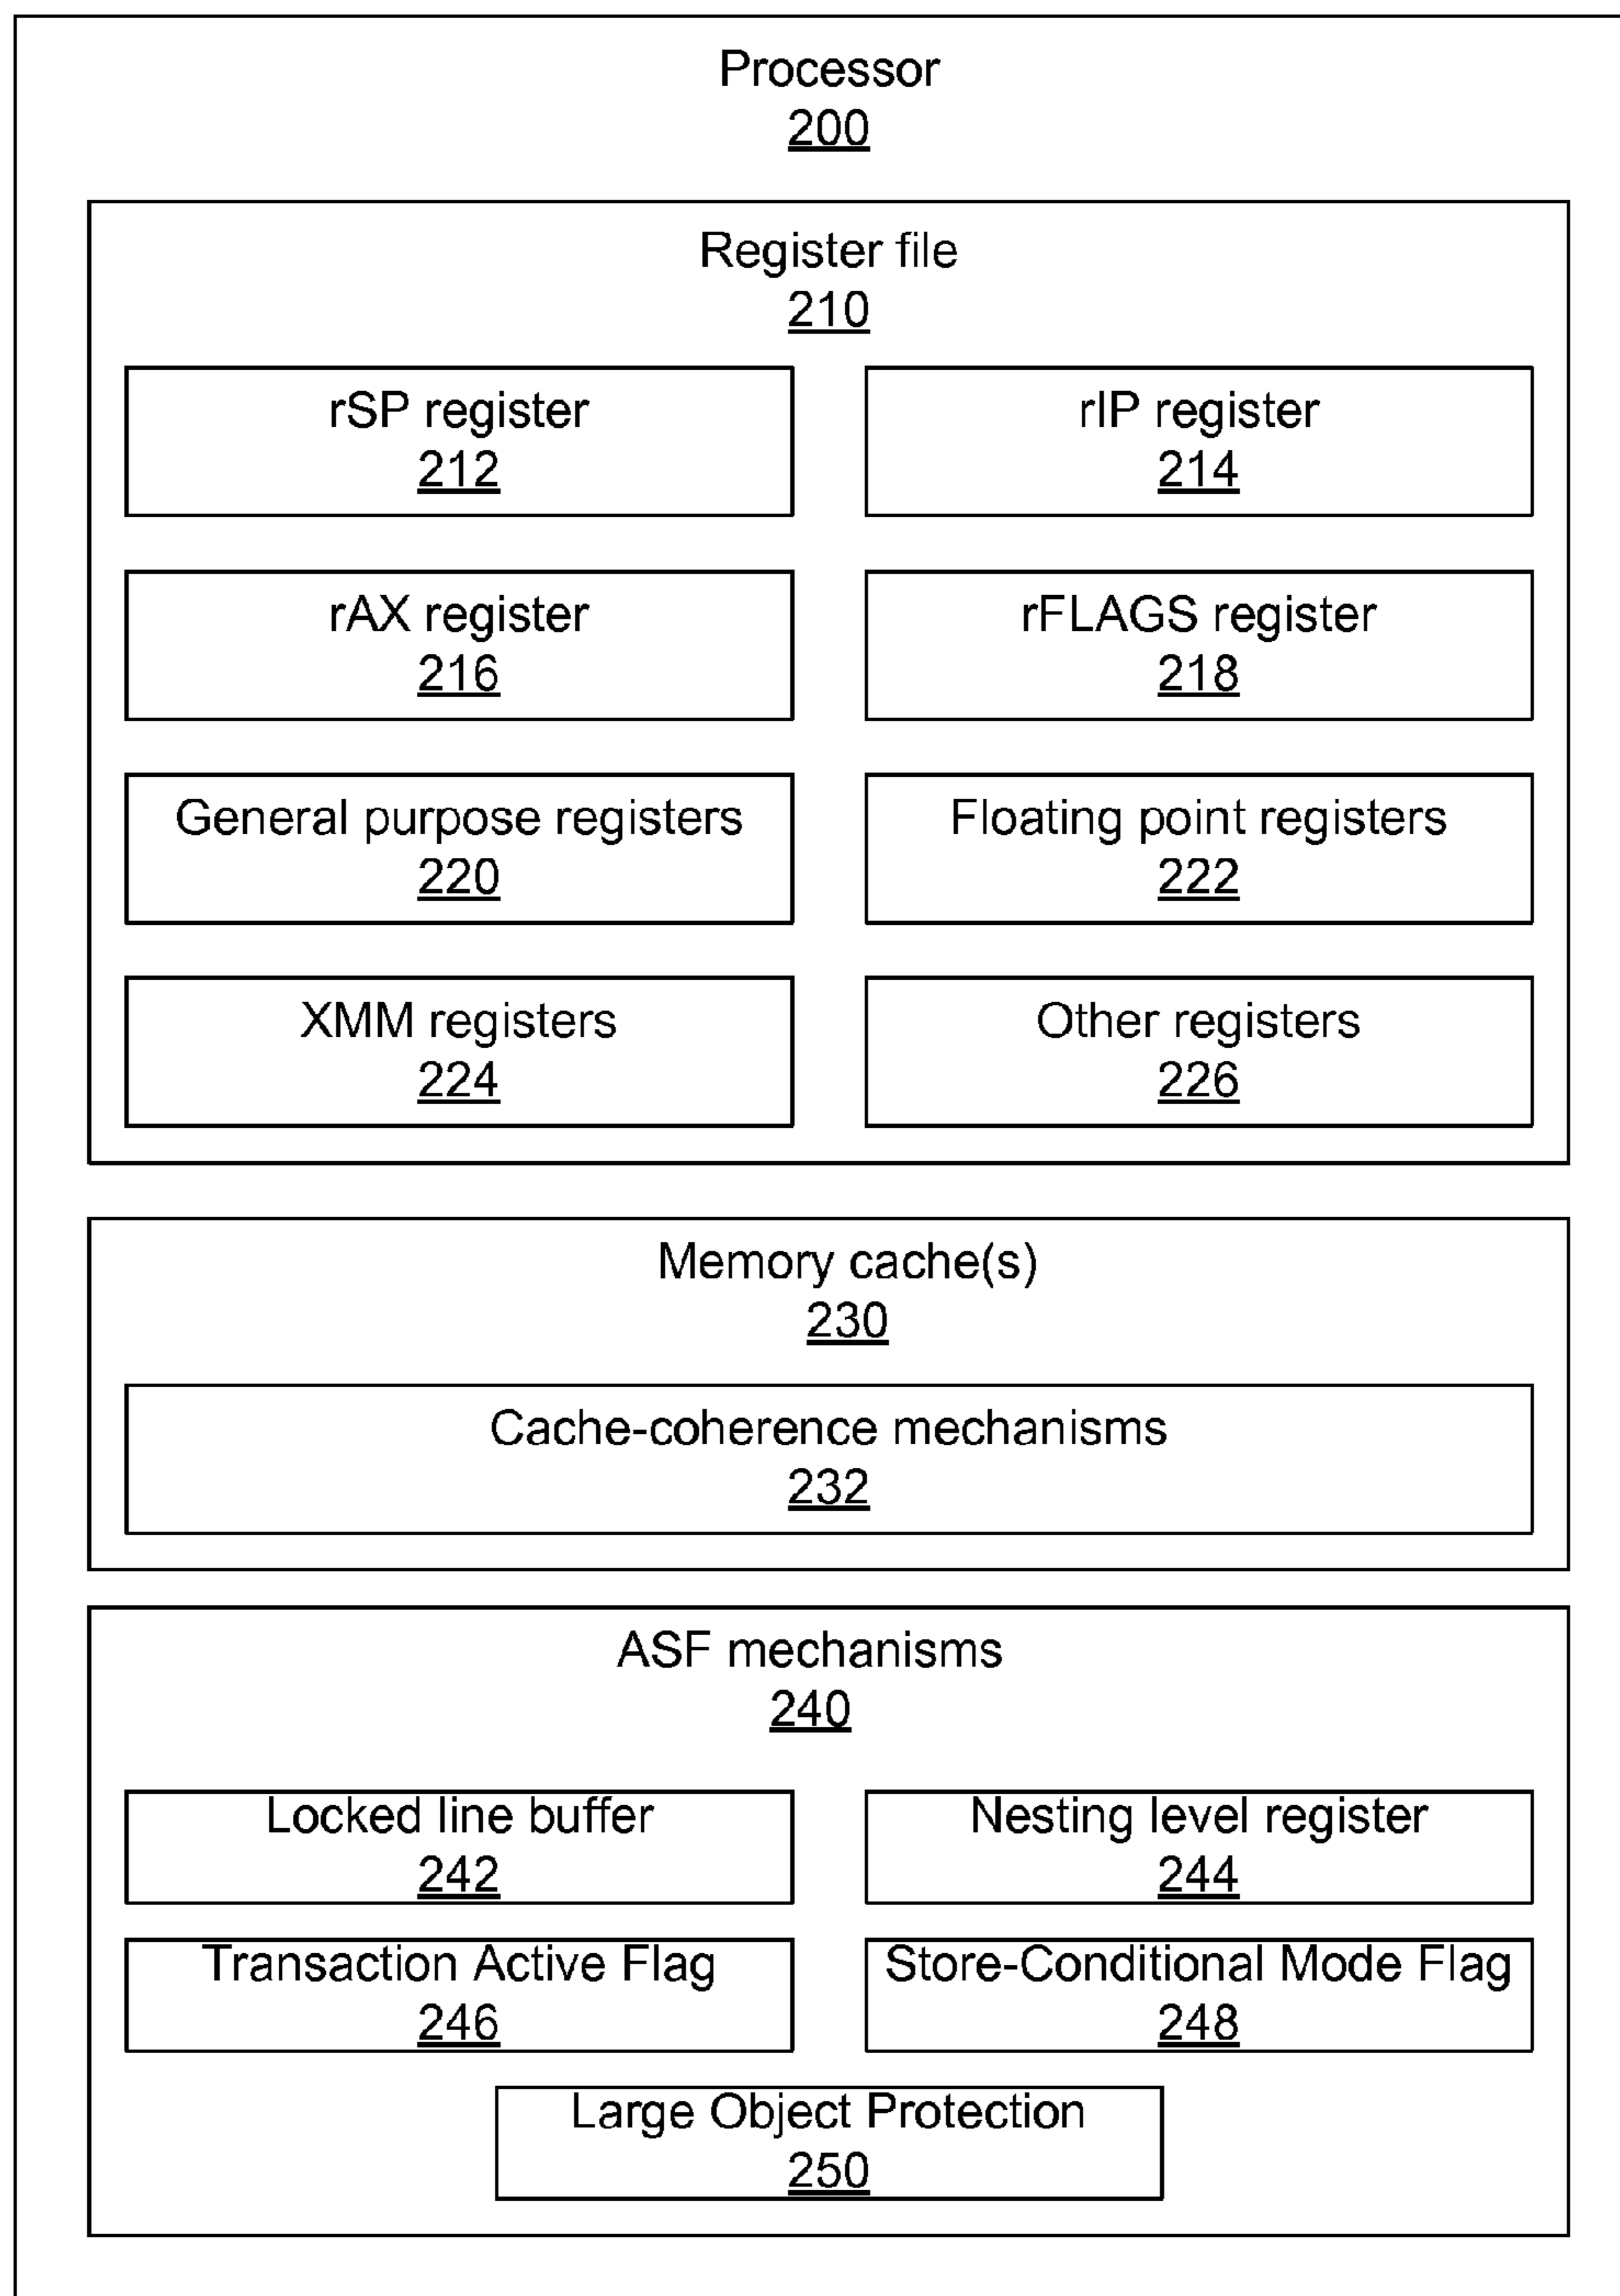 Processor
200
Register file
210
rSP register
212
rIP register
214
rAX register
216
rFLAGS register
218
General purpose registers
220
Floating point registers
222
XMM registers
224
Other registers
226
Memory cache(s)
230
Cache-coherence mechanisms
232
ASF mechanisms
240
Locked line buffer
242
Nesting level register
244
Transaction Active Flag
246
Store-Conditional Mode Flag
248
Large Object Protection
250